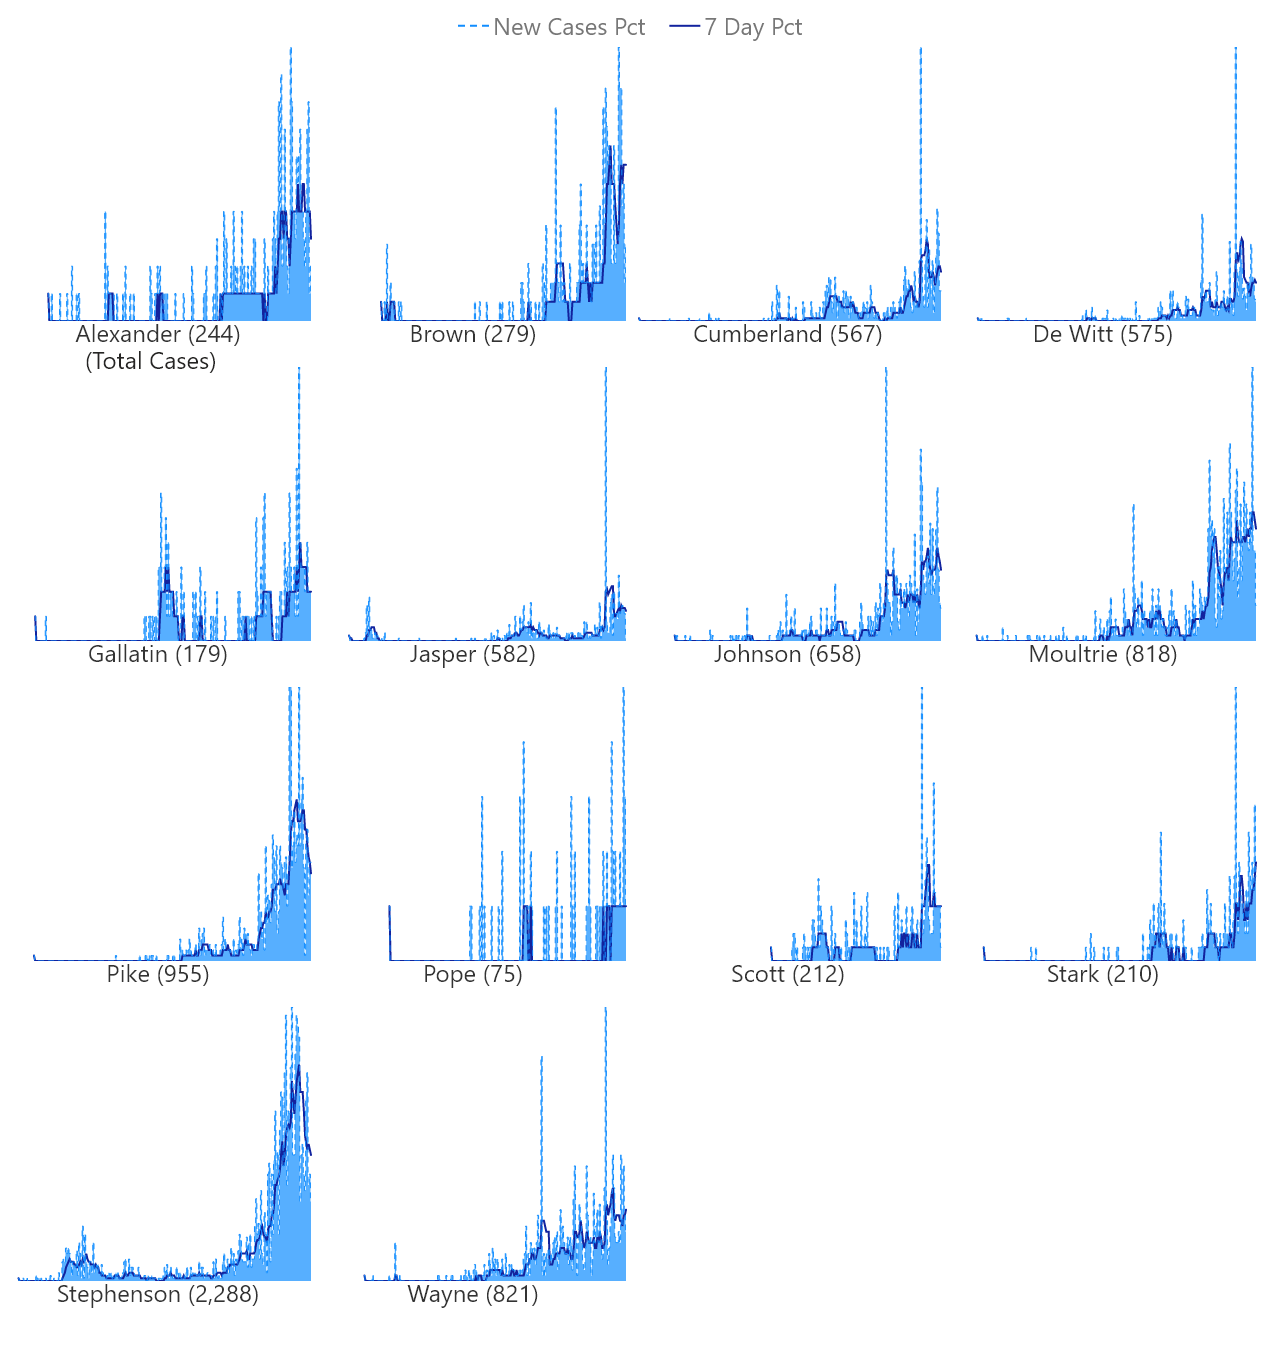 New Cases Pct 7 Day Pct
Alexander (244) Brown (279) Cumberland (567) De Witt (575)
(Total Cases)
Gallatin (179) Jasper (582) Johnson (658) Moultrie (818)
Pike (955) Pope (75) Scott (212) Stark (210)
Stephenson (2,288) Wayne (821)